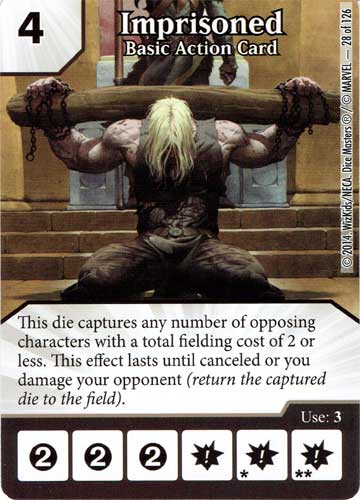 4
Imprisoned
Basic Action Card
© 2014, WizKids/NECA. Dice Masters ® / © MARVEL — 28 of 126
This die captures any number of opposing
characters with a total fielding cost of 2 or
less. This effect lasts until canceled or you
damage your opponent (return the captured
die to the field).
Use: 3
2 2 2 ! ! !
* **